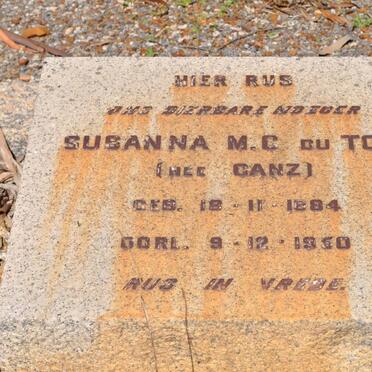 HIER RUS
ONS DIERBARE MOEDER
SUSANNA M.C. DU TO
(NEE GANZ)
GEB. 18 · 11 · 1884
OORL. 9 · 12 · 1950
RUS IN VREDE.